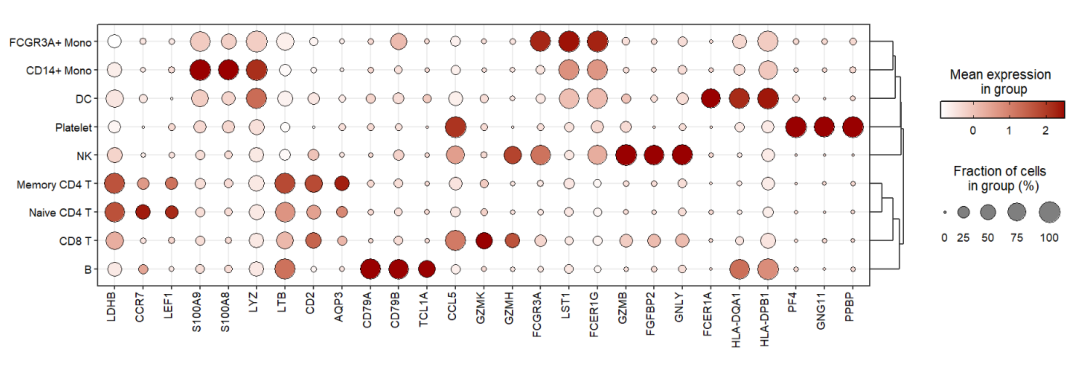 FCGR3A+ Mono
CD14+ Mono
DC
Platelet
NK
Memory CD4 T
Naive CD4 T
CD8 T
B
LDHB
CCR7
LEF1
S100A9
S100A8
LYZ
LTB
CD2
AQP3
CD79A
CD79B
TCL1A
CCL5
GZMK
GZMH
FCGR3A
LST1
FCER1G
GZMB
FGFBP2
GNLY
FCER1A
HLA-DQA1
HLA-DPB1
PF4
GNG11
PPBP
Mean expression
in group
0 1 2
Fraction of cells
in group (%)
0 25 50 75 100